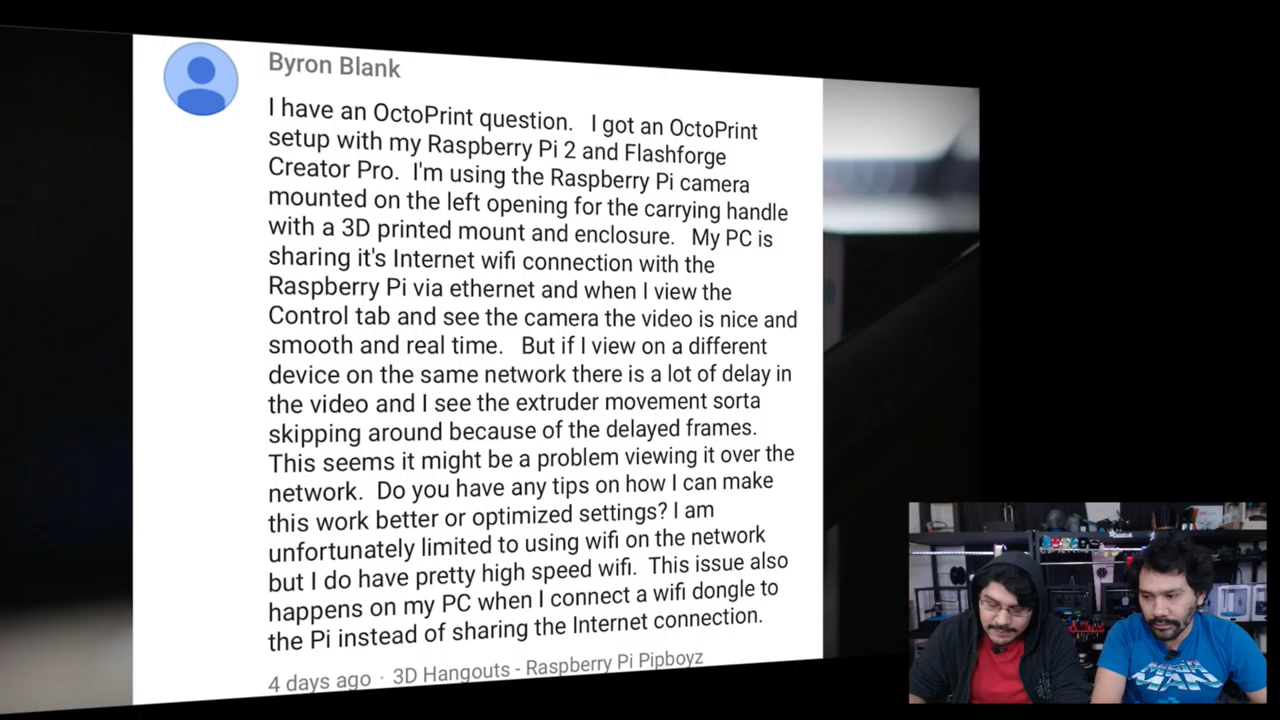 Byron Blank
I have an OctoPrint question. I got an OctoPrint
setup with my Raspberry Pi 2 and Flashforge
Creator Pro. I'm using the Raspberry Pi camera
mounted on the left opening for the carrying handle
with a 3D printed mount and enclosure. My PC is
sharing it's Internet wifi connection with the
Raspberry Pi via ethernet and when I view the
Control tab and see the camera the video is nice and
smooth and real time. But if I view on a different
device on the same network there is a lot of delay in
the video and I see the extruder movement sorta
skipping around because of the delayed frames.
This seems it might be a problem viewing it over the
network. Do you have any tips on how I can make
this work better or optimized settings? I am
unfortunately limited to using wifi on the network
but I do have pretty high speed wifi. This issue also
happens on my PC when I connect a wifi dongle to
the Pi instead of sharing the Internet connection.
4 days ago · 3D Hangouts - Raspberry Pi Pipboyz
MAN